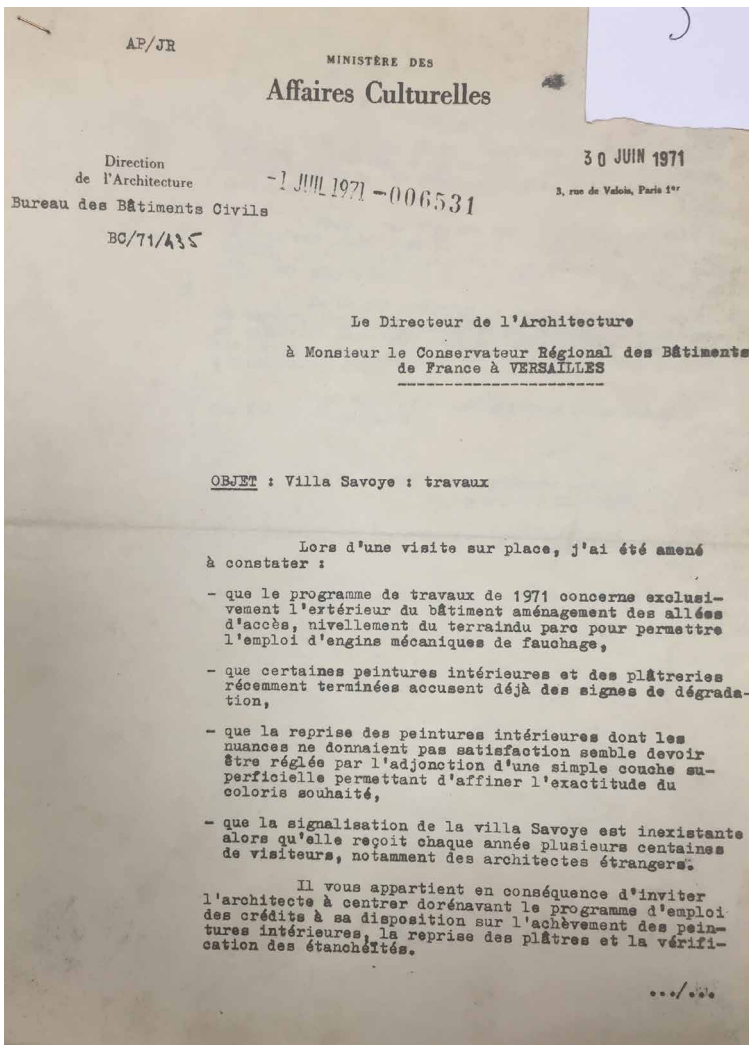 AP/JR
MINISTÈRE DES
Affaires Culturelles
30 JUIN 1971
Direction
de l'Architecture
-1 JUIL 1971 -006531
3, rue de Valois, Paris 1er
Bureau des Bâtiments Civils
BC/71/435
Le Directeur de l'Architecture
à Monsieur le Conservateur Régional des Bâtiments
de France à VERSAILLES
OBJET : Villa Savoye : travaux
Lors d'une visite sur place, j'ai été amené
à constater :
- que le programme de travaux de 1971 concerne exclusi-
vement l'extérieur du bâtiment aménagement des allées
d'accès, nivellement du terraindu parc pour permettre
l'emploi d'engins mécaniques de fauchage,
- que certaines peintures intérieures et des plâtreries
récemment terminées accusent déjà des signes de dégrada-
tion,
- que la reprise des peintures intérieures dont les
nuances ne donnaient pas satisfaction semble devoir
être réglée par l'adjonction d'une simple couche su-
perficielle permettant d'affiner l'exactitude du
coloris souhaité,
- que la signalisation de la villa Savoye est inexistante
alors qu'elle reçoit chaque année plusieurs centaines
de visiteurs, notamment des architectes étrangers.
Il vous appartient en conséquence d'inviter
l'architecte à centrer dorénavant le programme d'emploi
des crédits à sa disposition sur l'achèvement des pein-
tures intérieures, la reprise des plâtres et la vérifi-
cation des étanchéïtés.
.../...